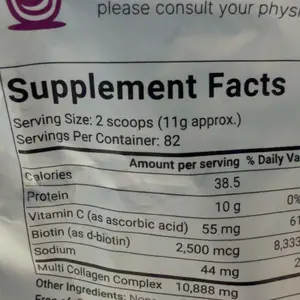 please consult your physi
Supplement Facts
Serving Size: 2 scoops (11g approx.)
Servings Per Container: 82
Amount per serving % Daily Va
Calories 38.5
Protein 10 g 0%
Vitamin C (as ascorbic acid) 55 mg 61
Biotin (as d-biotin) 2,500 mcg 8,333
Sodium 44 mg 2
Multi Collagen Complex 10,888 mg
Other Ingredients: None